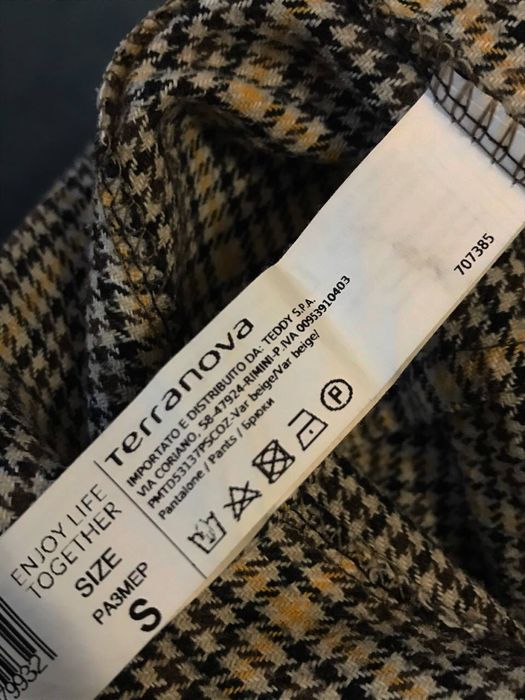 707385
terranova
IMPORTATO E DISTRIBUITO DA: TEDDY S.P.A.
VIA CORIANO, 58-47924-RIMINI-P.IVA 00953910403
PMTD53137PSCOZ-Var beige/Var beige/
Pantalone / Pants / Брюки
P
ENJOY LIFE
TOGETHER
SIZE
РАЗМЕР
S
79932